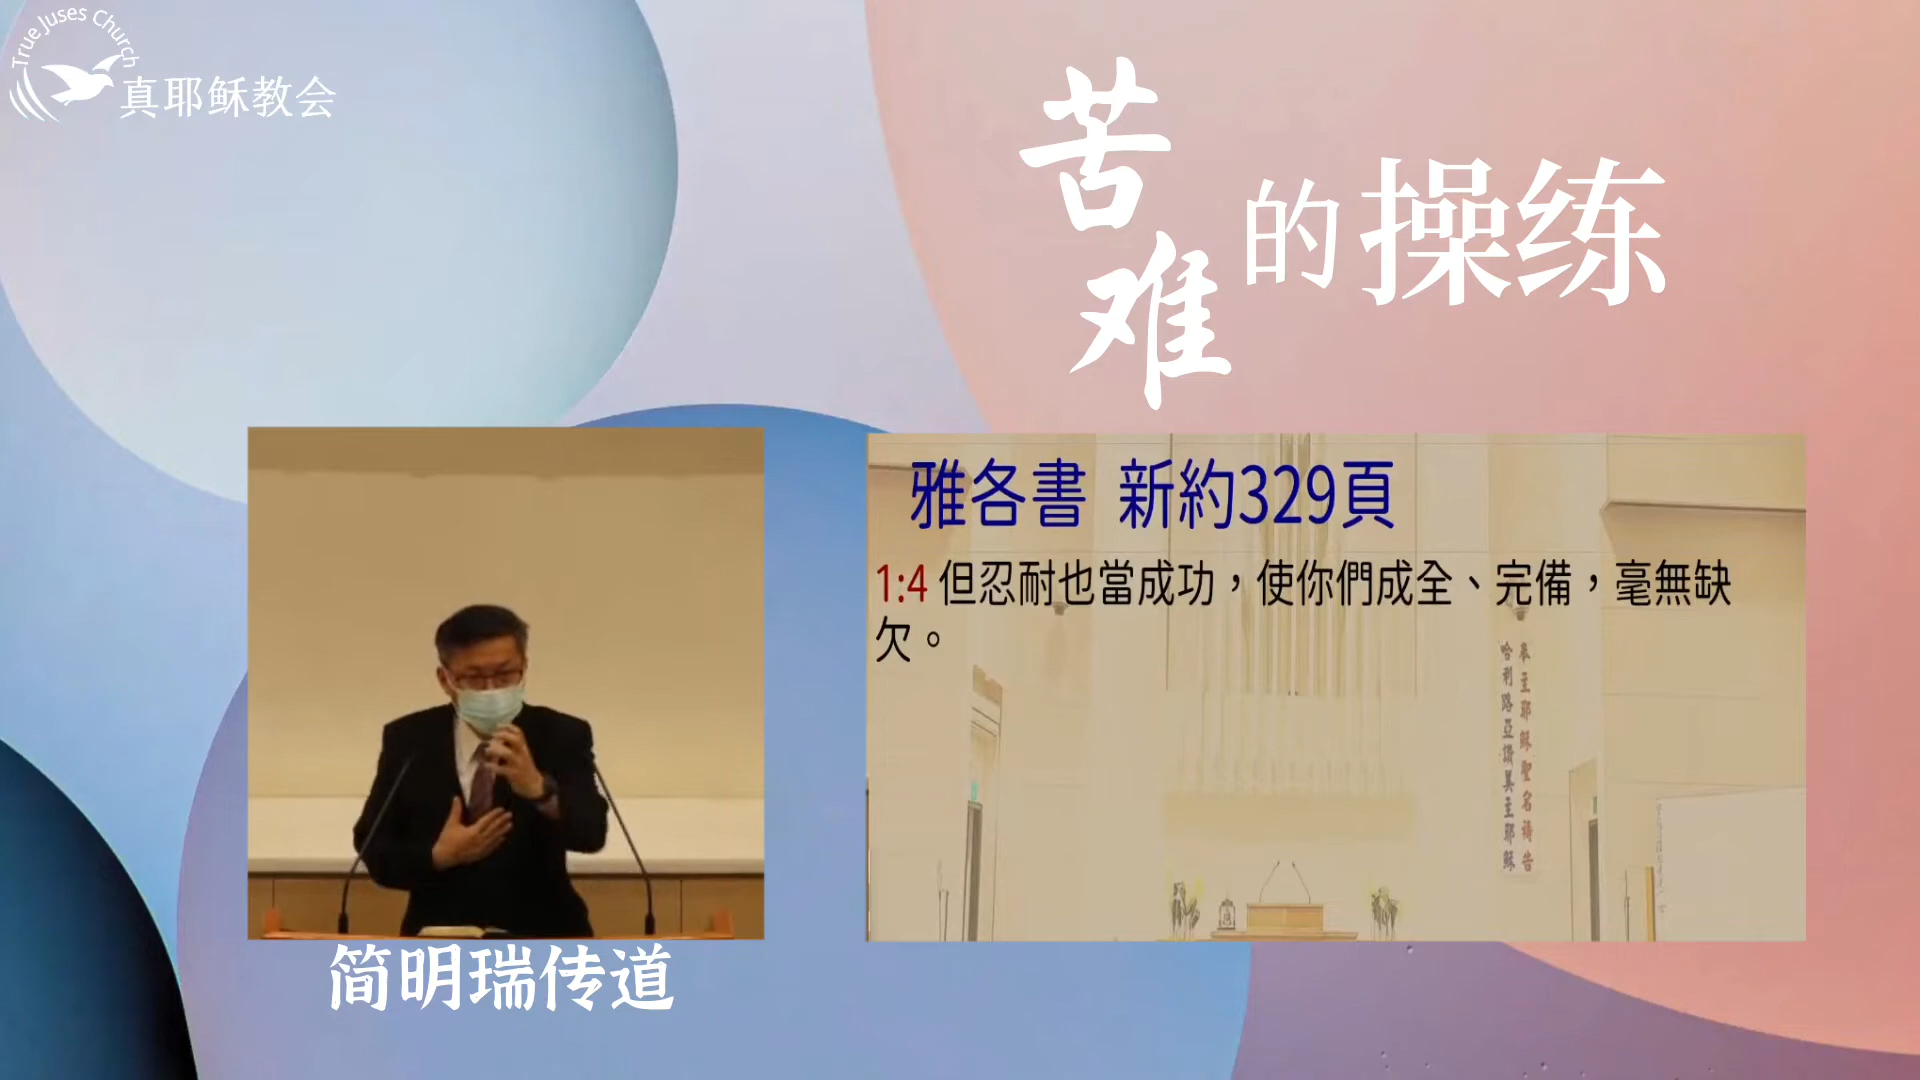 True Juses Church
真耶稣教会
苦难的操练
雅各書 新約329頁
1:4 但忍耐也當成功，使你們成全、完備，毫無缺
欠。
奉主耶穌聖名禱告
哈利路亞讚美主耶穌
简明瑞传道